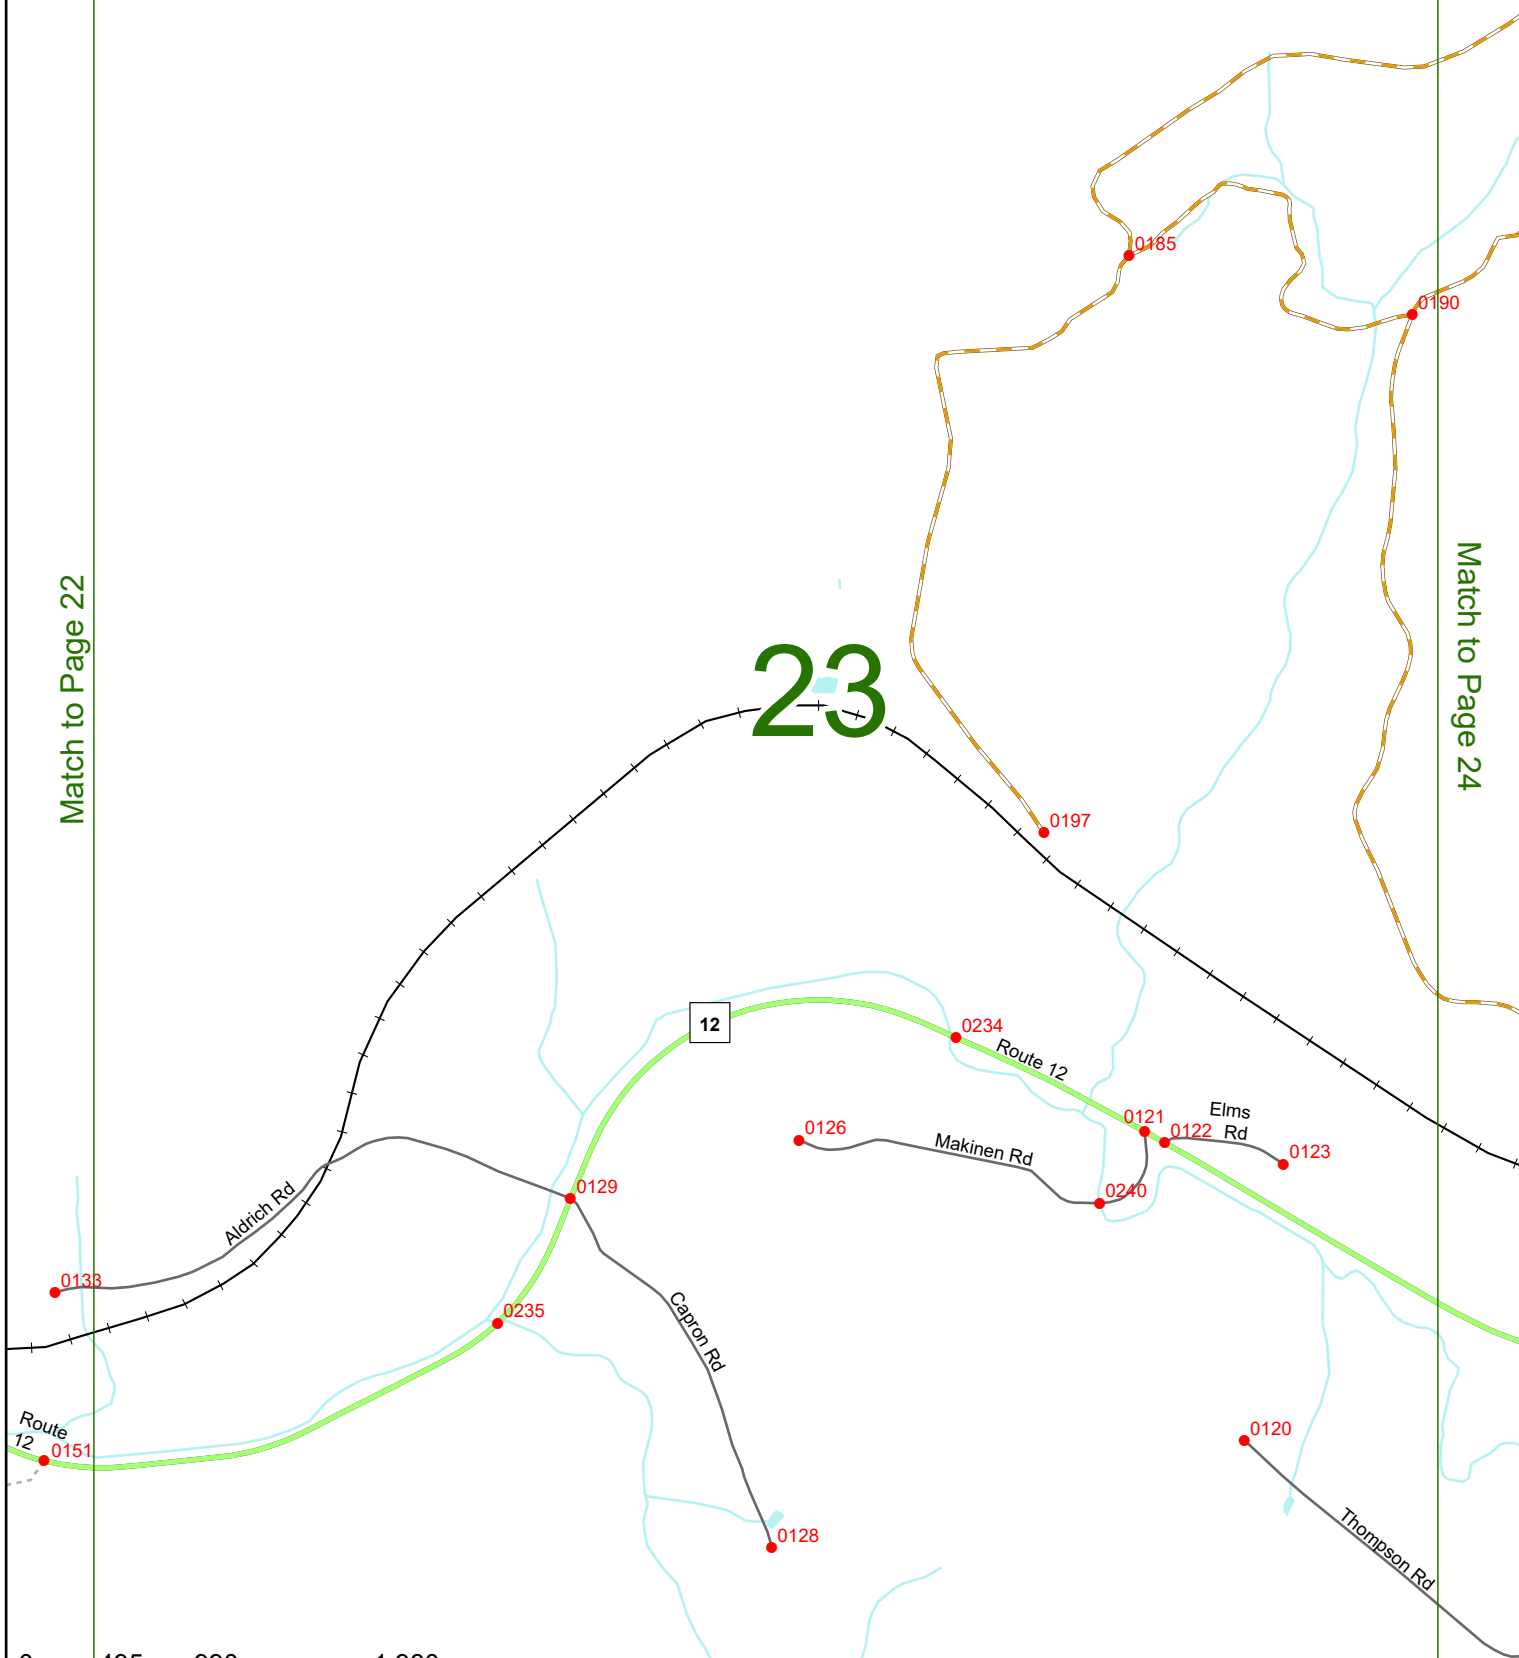 0185
0190
Match to Page 22
Match to Page 24
23
0197
12
0234
Route 12
Elms
Rd
0121
0122
0123
0126
Makinen Rd
0240
0129
Aldrich Rd
0133
0235
Capron Rd
Route
12
0151
0120
0128
Thompson Rd